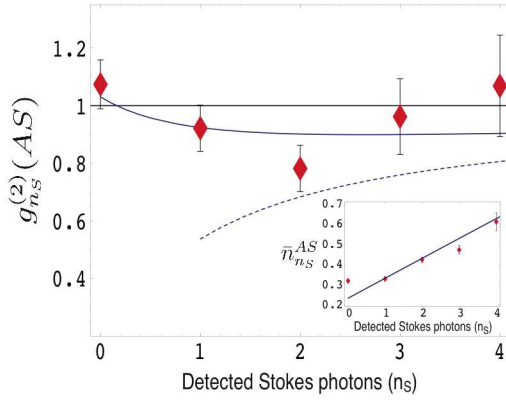 1.2
1
0.8
0.6
0.4
g_{n_S}^{(2)}(AS)
0 1 2 3 4
Detected Stokes photons (n_S)
0.7
0.6
0.5
0.4
0.3
0.2
n̄_{n_S}^{AS}
0 1 2 3 4
Detected Stokes photons (n_S)